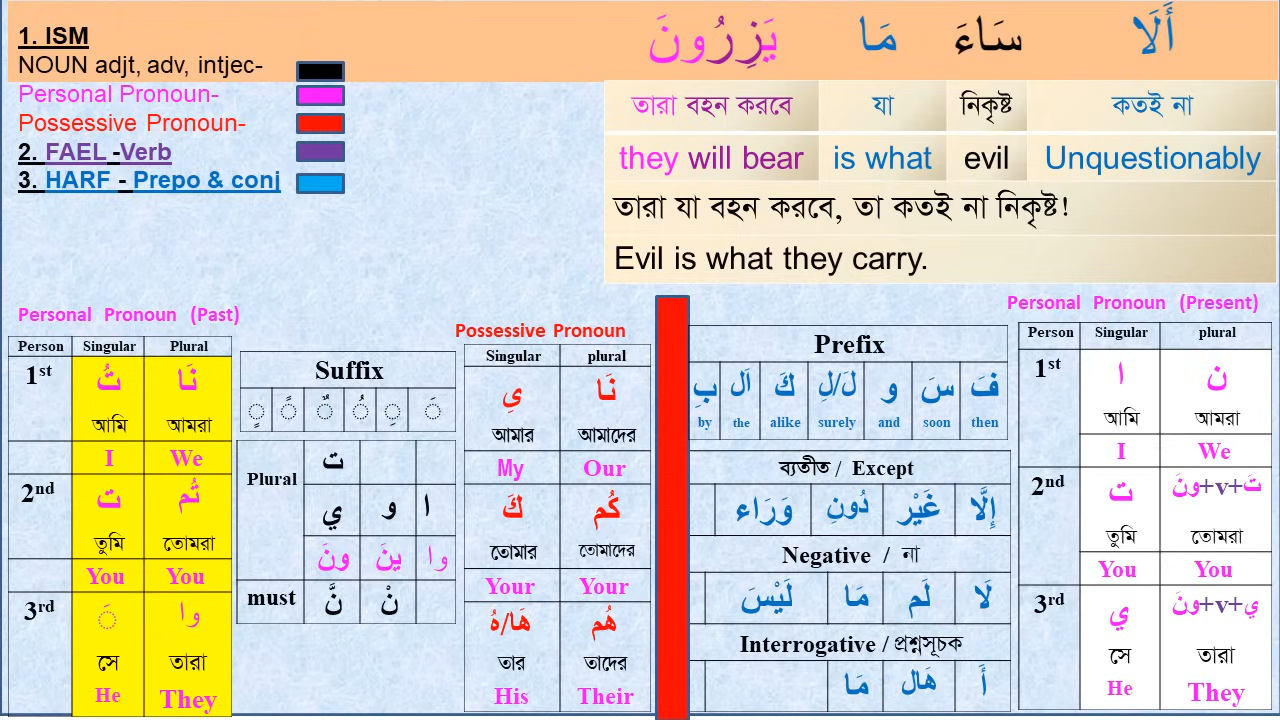 1. ISM
NOUN adjt, adv, intjec-
Personal Pronoun-
Possessive Pronoun-
2. FAEL -Verb
3. HARF - Prepo & conj
أَلَا سَاءَ مَا يَزِرُونَ
তারা বহন করবে যা নিকৃষ্ট কতই না
they will bear is what evil Unquestionably
তারা যা বহন করবে, তা কতই না নিকৃষ্ট!
Evil is what they carry.
Personal Pronoun (Past)
Person Singular Plural
1st تُ نَا
আমি আমরা
I We
2nd ت تُم
তুমি তোমরা
You You
3rd َ وا
সে তারা
He They
Suffix
ٍ ً ٌ ُ ِ َ
Plural ت
ي و ا
ونَ ينَ وا
must نَّ نْ
Possessive Pronoun
Singular plural
يِ نَا
আমার আমাদের
My Our
كَ كُم
তোমার তোমাদের
Your Your
هَا/هُ هُم
তার তাদের
His Their
Prefix
بِ اَل كَ لَ/لِ و سَ فَ
by the alike surely and soon then
ব্যতীত / Except
وَرَاء دُونِ غَيْر إِلَّا
Negative / না
لَيْسَ مَا لَم لَا
Interrogative / প্রশ্নসূচক
مَا هَال أَ
Personal Pronoun (Present)
Person Singular plural
1st ا ن
আমি আমরা
I We
2nd ت تَ+v+ونَ
তুমি তোমরা
You You
3rd ي ي+v+ونَ
সে তারা
He They